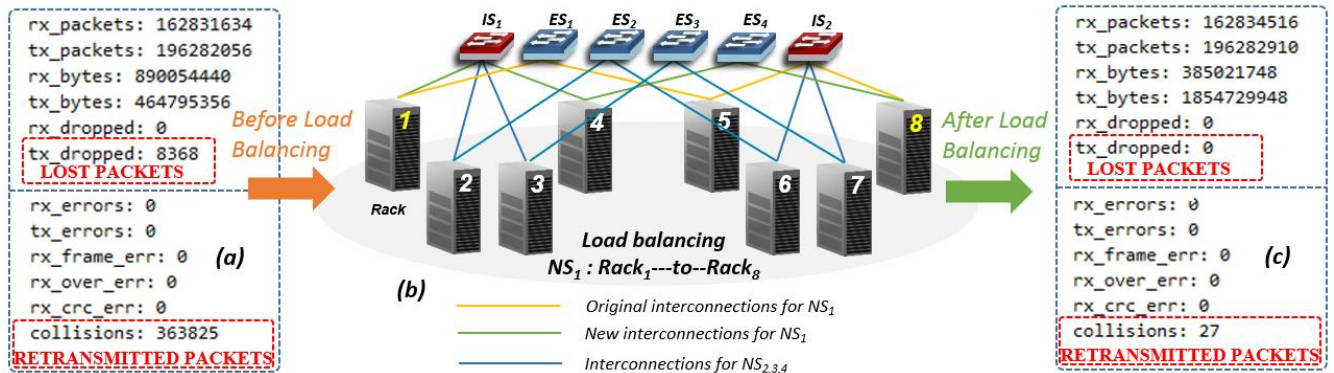 rx_packets: 162831634
tx_packets: 196282056
rx_bytes: 890054440
tx_bytes: 464795356
rx_dropped: 0
tx_dropped: 8368
LOST PACKETS
rx_errors: 0
tx_errors: 0
rx_frame_err: 0
rx_over_err: 0
rx_crc_err: 0
collisions: 363825
RETRANSMITTED PACKETS
(a)
Before Load
Balancing
IS1 ES1 ES2 ES3 ES4 IS2
1 4 5 8
2 3 6 7
Rack
Load balancing
NS1 : Rack1---to--Rack8
(b)
Original interconnections for NS1
New interconnections for NS1
Interconnections for NS2.3.4
After Load
Balancing
rx_packets: 162834516
tx_packets: 196282910
rx_bytes: 385021748
tx_bytes: 1854729948
rx_dropped: 0
tx_dropped: 0
LOST PACKETS
rx_errors: 0
tx_errors: 0
rx_frame_err: 0
rx_over_err: 0
rx_crc_err: 0
collisions: 27
RETRANSMITTED PACKETS
(c)